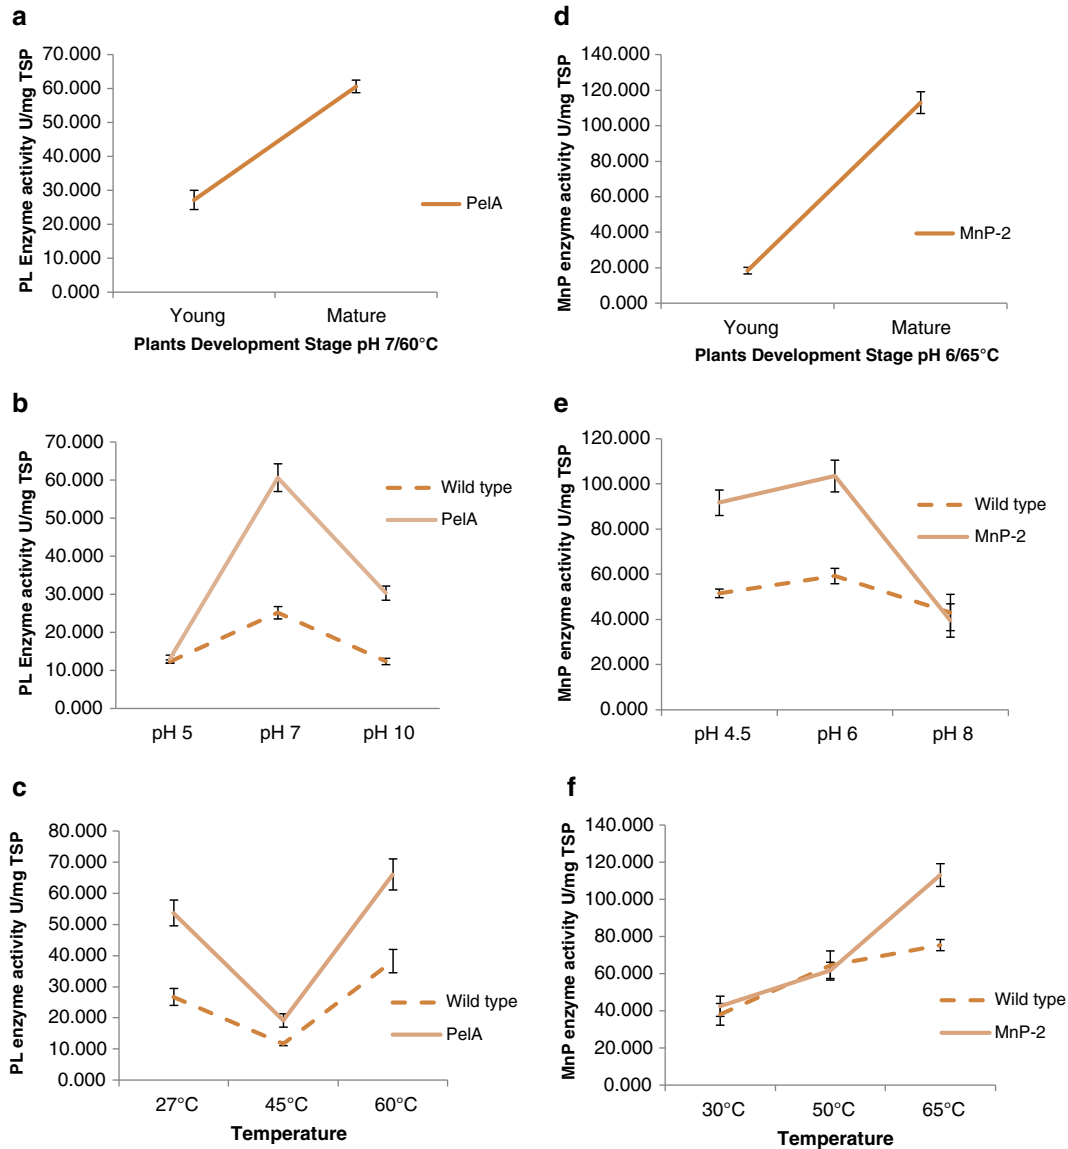 a
PL Enzyme activity U/mg TSP
70.000
60.000
50.000
40.000
30.000
20.000
10.000
0.000
Young Mature
Plants Development Stage pH 7/60°C
PelA
d
MnP enzyme activity U/mg TSP
140.000
120.000
100.000
80.000
60.000
40.000
20.000
0.000
Young Mature
Plants Development Stage pH 6/65°C
MnP-2
b
PL Enzyme activity U/mg TSP
70.000
60.000
50.000
40.000
30.000
20.000
10.000
0.000
pH 5 pH 7 pH 10
Wild type
PelA
e
MnP enzyme activity U/mg TSP
120.000
100.000
80.000
60.000
40.000
20.000
0.000
pH 4.5 pH 6 pH 8
Wild type
MnP-2
c
PL enzyme activity U/mg TSP
80.000
70.000
60.000
50.000
40.000
30.000
20.000
10.000
0.000
27°C 45°C 60°C
Temperature
Wild type
PelA
f
MnP enzyme activity U/mg TSP
140.000
120.000
100.000
80.000
60.000
40.000
20.000
0.000
30°C 50°C 65°C
Temperature
Wild type
MnP-2